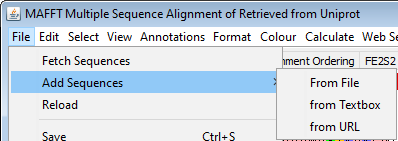 MAFFT Multiple Sequence Alignment of Retrieved from Uniprot
File Edit Select View Annotations Format Colour Calculate Web Se
Fetch Sequences
nment Ordering FE2S2
Add Sequences
From File
Reload
from Textbox
from URL
Save Ctrl+S